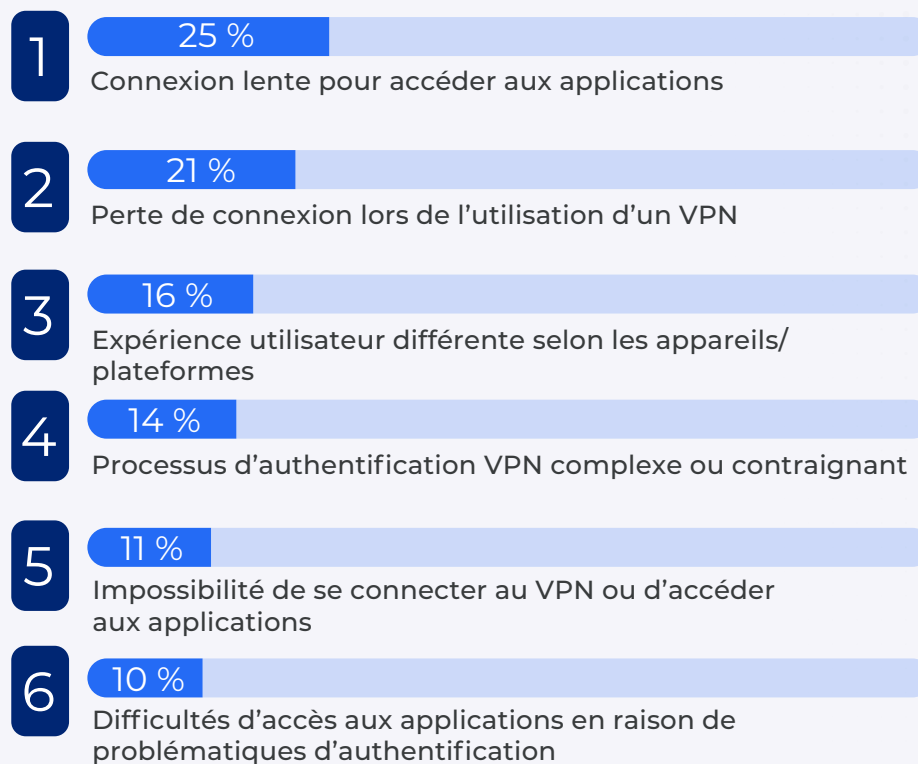 1
25 %
Connexion lente pour accéder aux applications
2
21 %
Perte de connexion lors de l’utilisation d’un VPN
3
16 %
Expérience utilisateur différente selon les appareils/
plateformes
4
14 %
Processus d’authentification VPN complexe ou contraignant
5
11 %
Impossibilité de se connecter au VPN ou d’accéder
aux applications
6
10 %
Difficultés d’accès aux applications en raison de
problématiques d’authentification